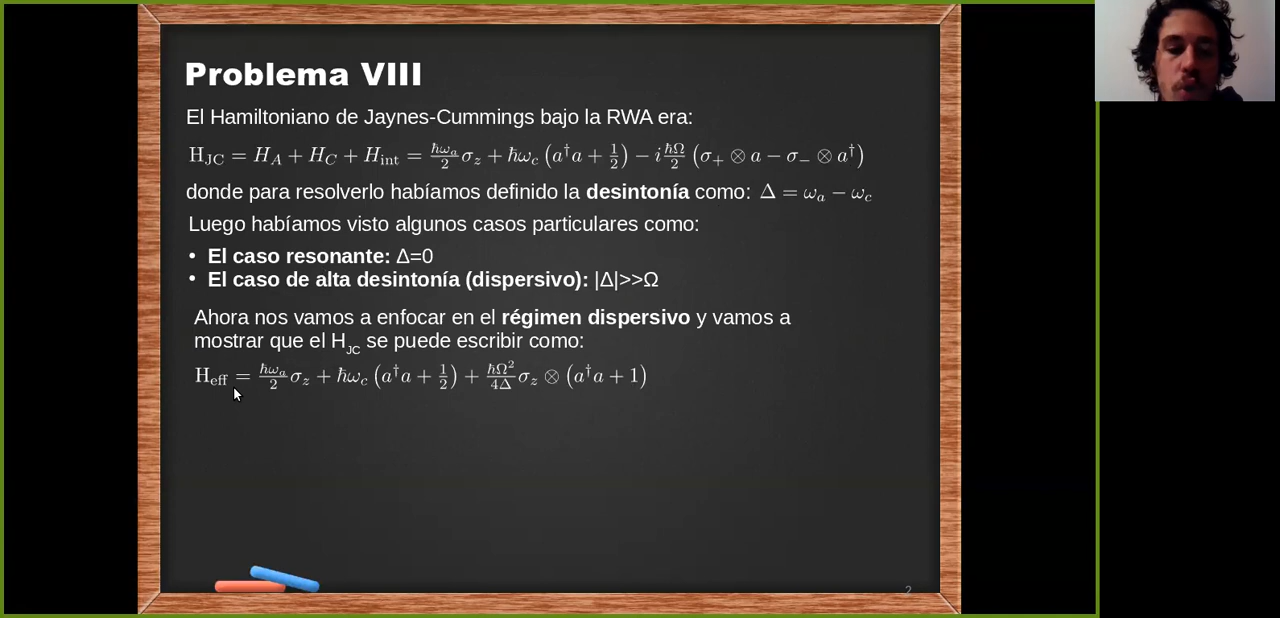 Problema VIII
El Hamiltoniano de Jaynes-Cummings bajo la RWA era:
H_JC = H_A + H_C + H_int = ħω_a/2 σ_z + ħω_c (a†a + 1/2) − i ħΩ/2 (σ_+ ⊗ a − σ_− ⊗ a†)
donde para resolverlo habíamos definido la desintonía como: Δ = ω_a − ω_c
Luego habíamos visto algunos casos particulares como:
• El caso resonante: Δ=0
• El caso de alta desintonía (dispersivo): |Δ|>>Ω
Ahora nos vamos a enfocar en el régimen dispersivo y vamos a
mostrar que el H_JC se puede escribir como:
H_eff = ħω_a/2 σ_z + ħω_c (a†a + 1/2) + ħΩ²/4Δ σ_z ⊗ (a†a + 1)
2